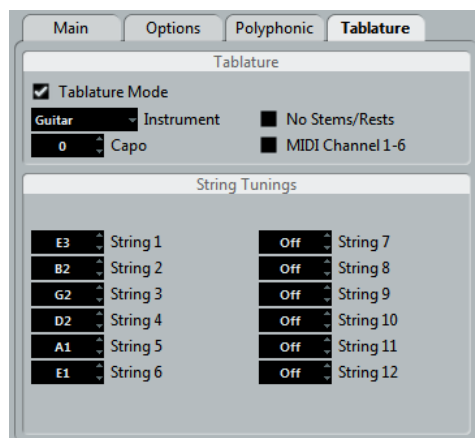 Main Options Polyphonic Tablature
Tablature
Tablature Mode
Guitar Instrument No Stems/Rests
0 Capo MIDI Channel 1-6
String Tunings
E3 String 1 Off String 7
B2 String 2 Off String 8
G2 String 3 Off String 9
D2 String 4 Off String 10
A1 String 5 Off String 11
E1 String 6 Off String 12